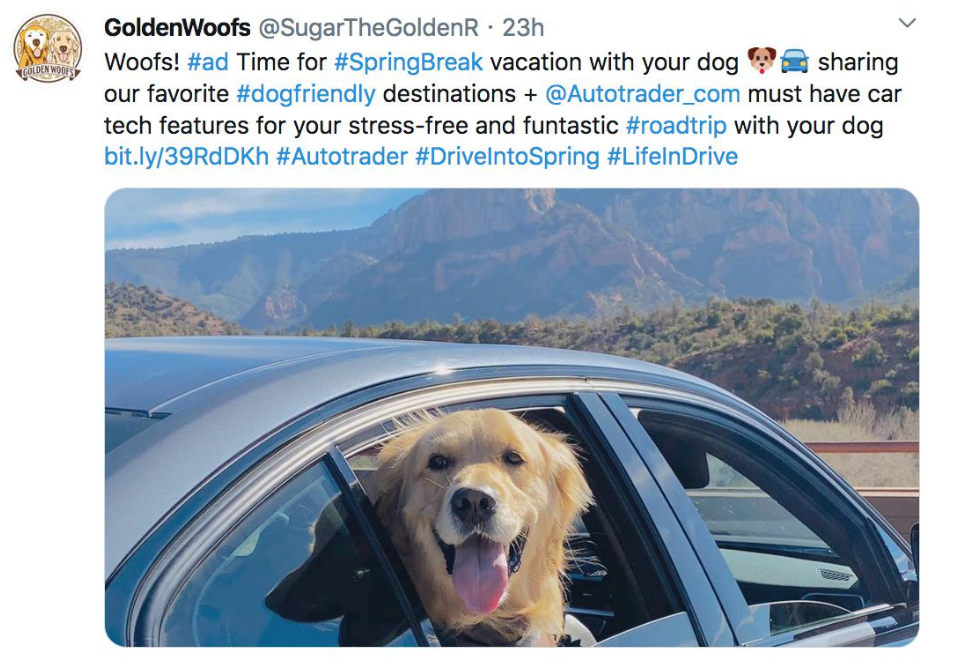 GoldenWoofs @SugarTheGoldenR · 23h
Woofs! #ad Time for #SpringBreak vacation with your dog 🐶🚘 sharing
our favorite #dogfriendly destinations + @Autotrader_com must have car
tech features for your stress-free and funtastic #roadtrip with your dog
bit.ly/39RdDKh #Autotrader #DriveIntoSpring #LifeInDrive
GOLDEN WOOFS